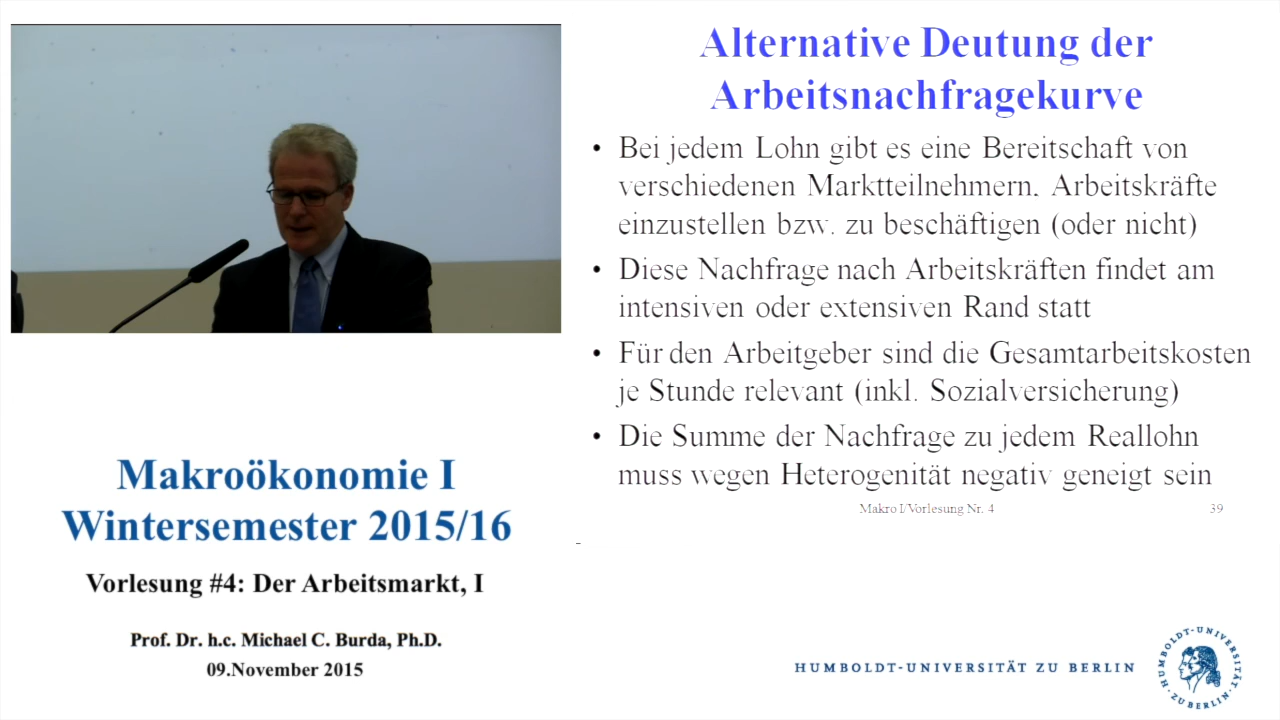 Alternative Deutung der
Arbeitsnachfragekurve
• Bei jedem Lohn gibt es eine Bereitschaft von
verschiedenen Marktteilnehmern, Arbeitskräfte
einzustellen bzw. zu beschäftigen (oder nicht)
• Diese Nachfrage nach Arbeitskräften findet am
intensiven oder extensiven Rand statt
• Für den Arbeitgeber sind die Gesamtarbeitskosten
je Stunde relevant (inkl. Sozialversicherung)
• Die Summe der Nachfrage zu jedem Reallohn
muss wegen Heterogenität negativ geneigt sein
Makro I/Vorlesung Nr. 4
39
Makroökonomie I
Wintersemester 2015/16
Vorlesung #4: Der Arbeitsmarkt, I
Prof. Dr. h.c. Michael C. Burda, Ph.D.
09.November 2015
HUMBOLDT-UNIVERSITÄT ZU BERLIN
HUMBOLDT-UNIVERSITÄT
ZU BERLIN